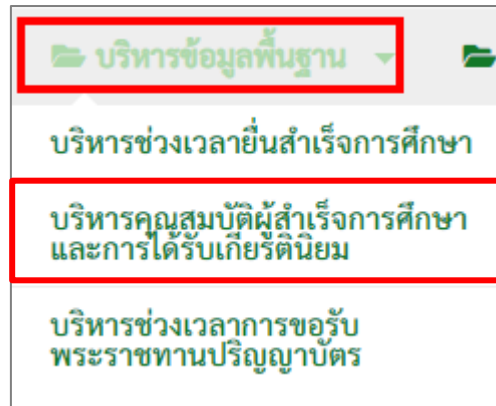 บริหารข้อมูลพื้นฐาน
บริหารช่วงเวลายื่นสำเร็จการศึกษา
บริหารคุณสมบัติผู้สำเร็จการศึกษา
และการได้รับเกียรตินิยม
บริหารช่วงเวลาการขอรับ
พระราชทานปริญญาบัตร